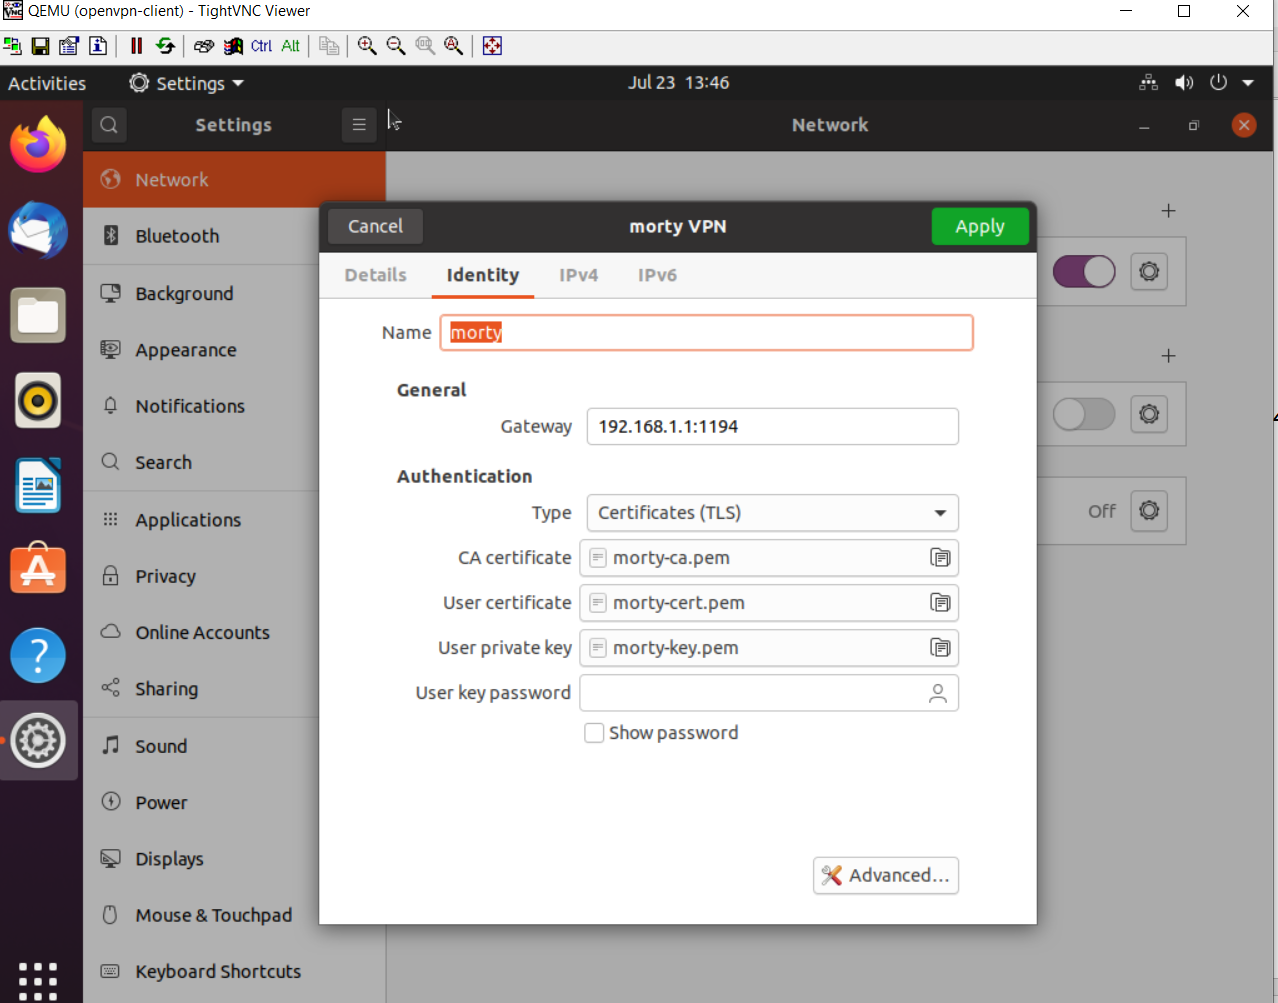 QEMU (openvpn-client) - TightVNC Viewer
Ctrl Alt
Activities Settings Jul 23 13:46
Settings Network
Network
Bluetooth
Background
Appearance
Notifications
Search
Applications
Privacy
Online Accounts
Sharing
Sound
Power
Displays
Mouse & Touchpad
Keyboard Shortcuts
Cancel morty VPN Apply
Details Identity IPv4 IPv6
Name morty
General
Gateway 192.168.1.1:1194
Authentication
Type Certificates (TLS)
CA certificate morty-ca.pem
User certificate morty-cert.pem
User private key morty-key.pem
User key password
Show password
Advanced...
Off